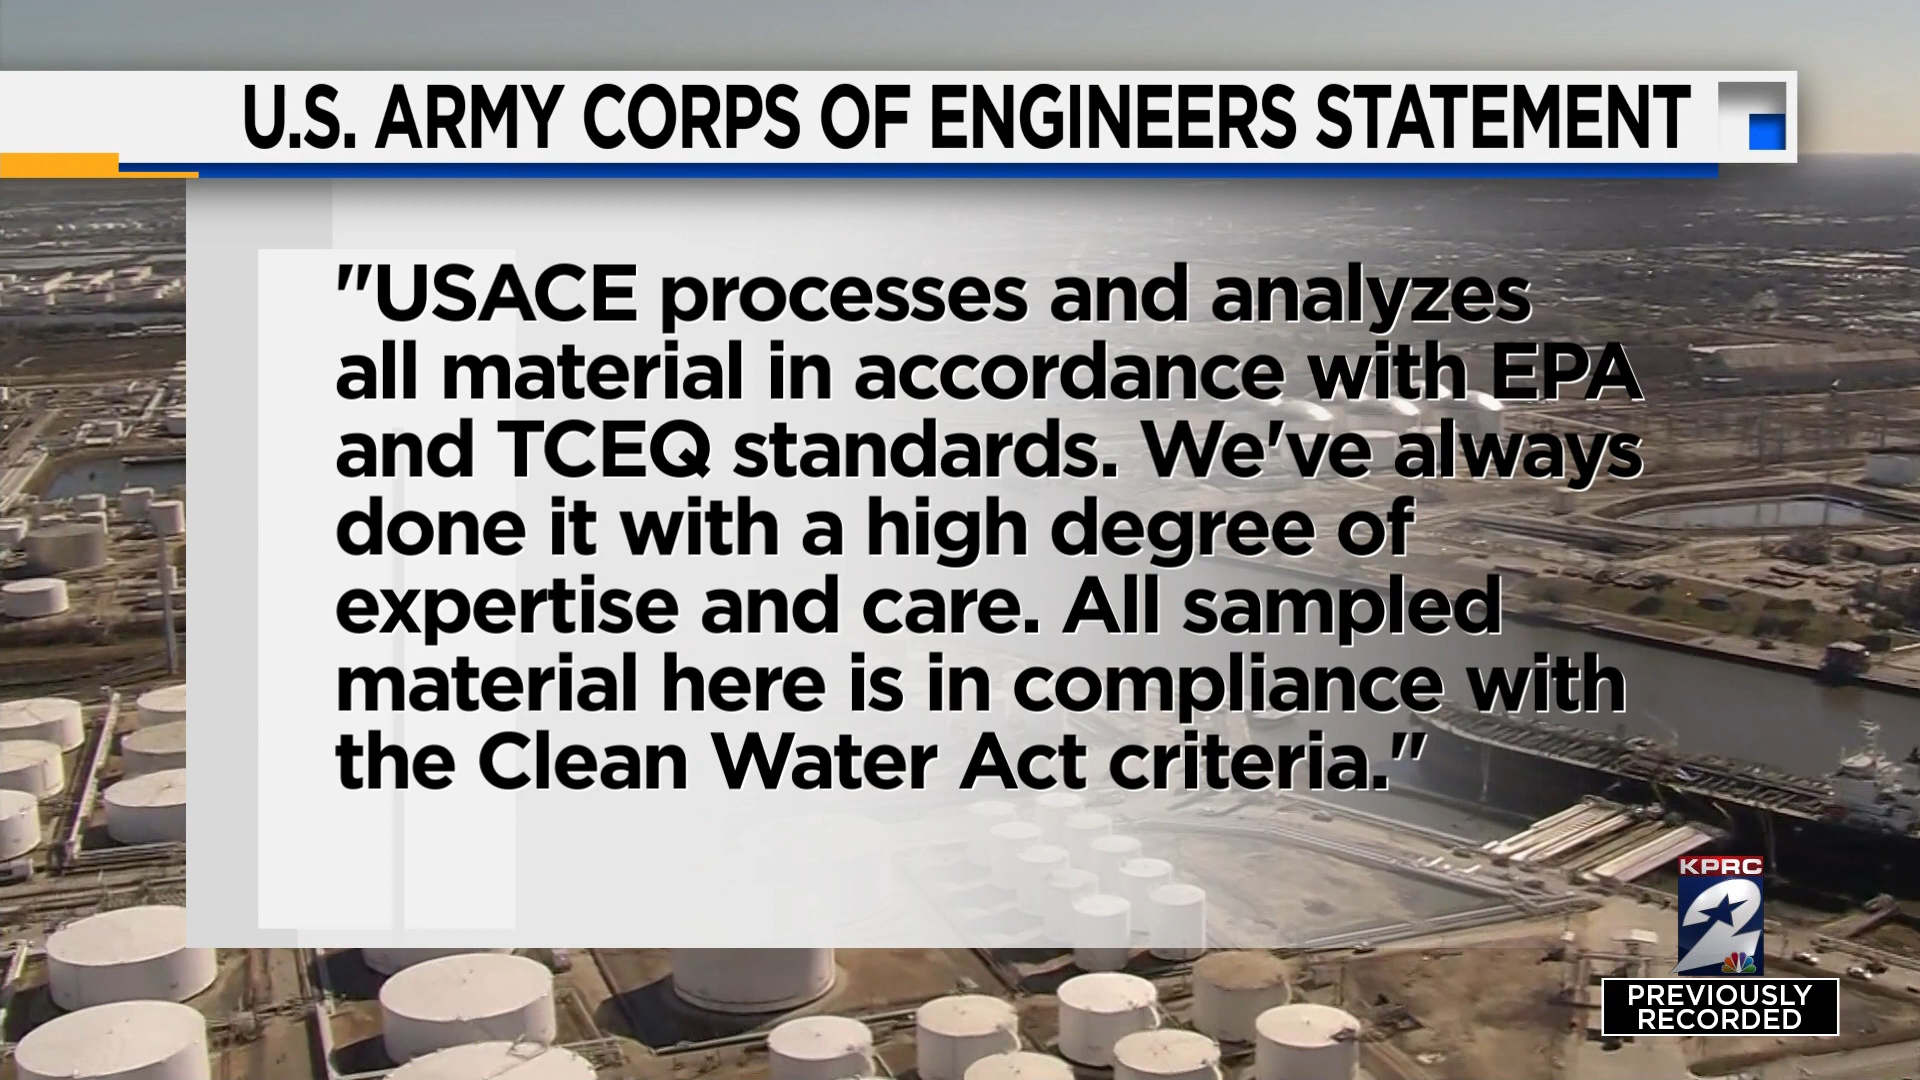 U.S. ARMY CORPS OF ENGINEERS STATEMENT
"USACE processes and analyzes
all material in accordance with EPA
and TCEQ standards. We've always
done it with a high degree of
expertise and care. All sampled
material here is in compliance with
the Clean Water Act criteria."
KPRC
2
PREVIOUSLY
RECORDED